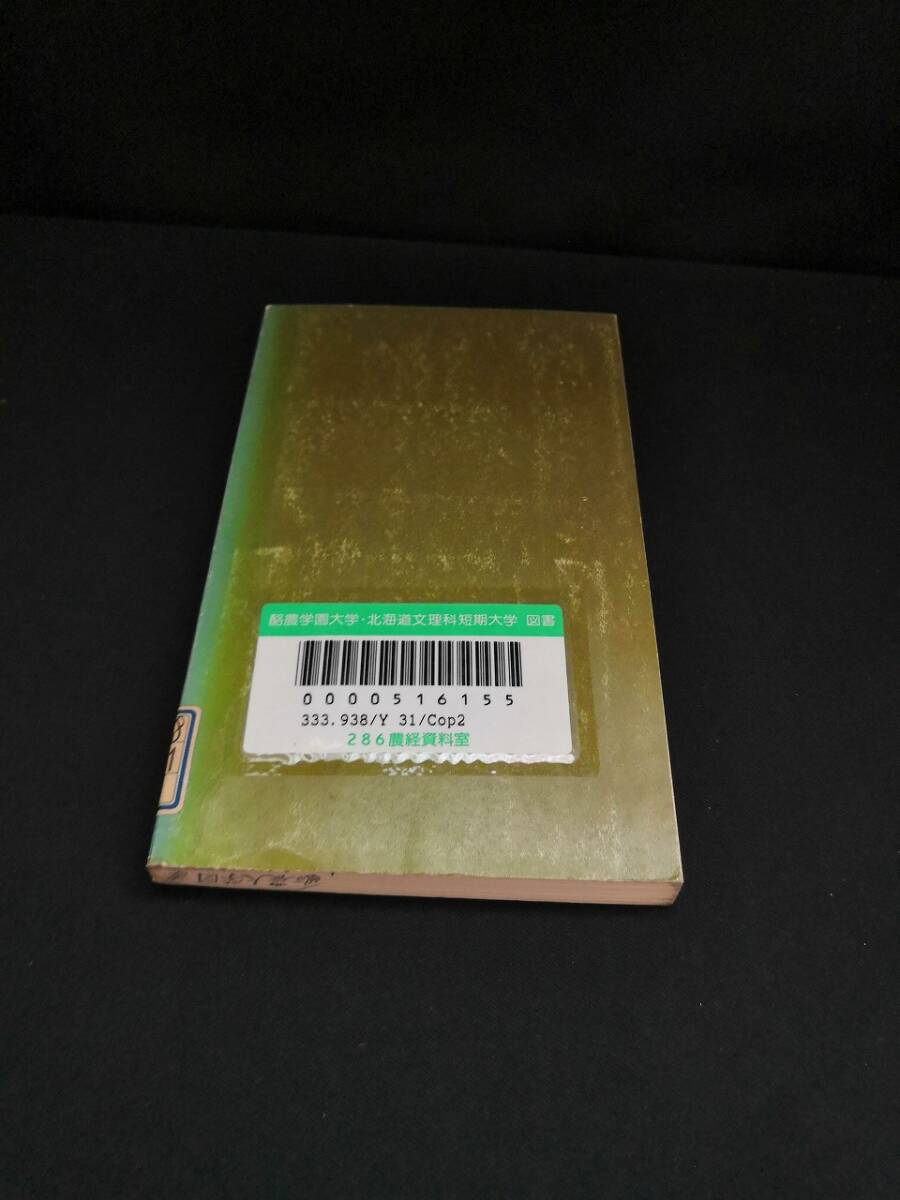 酪農学園大学・北海道文理科短期大学 図書
0000516155
333.938/Y 31/Cop2
286農経資料室